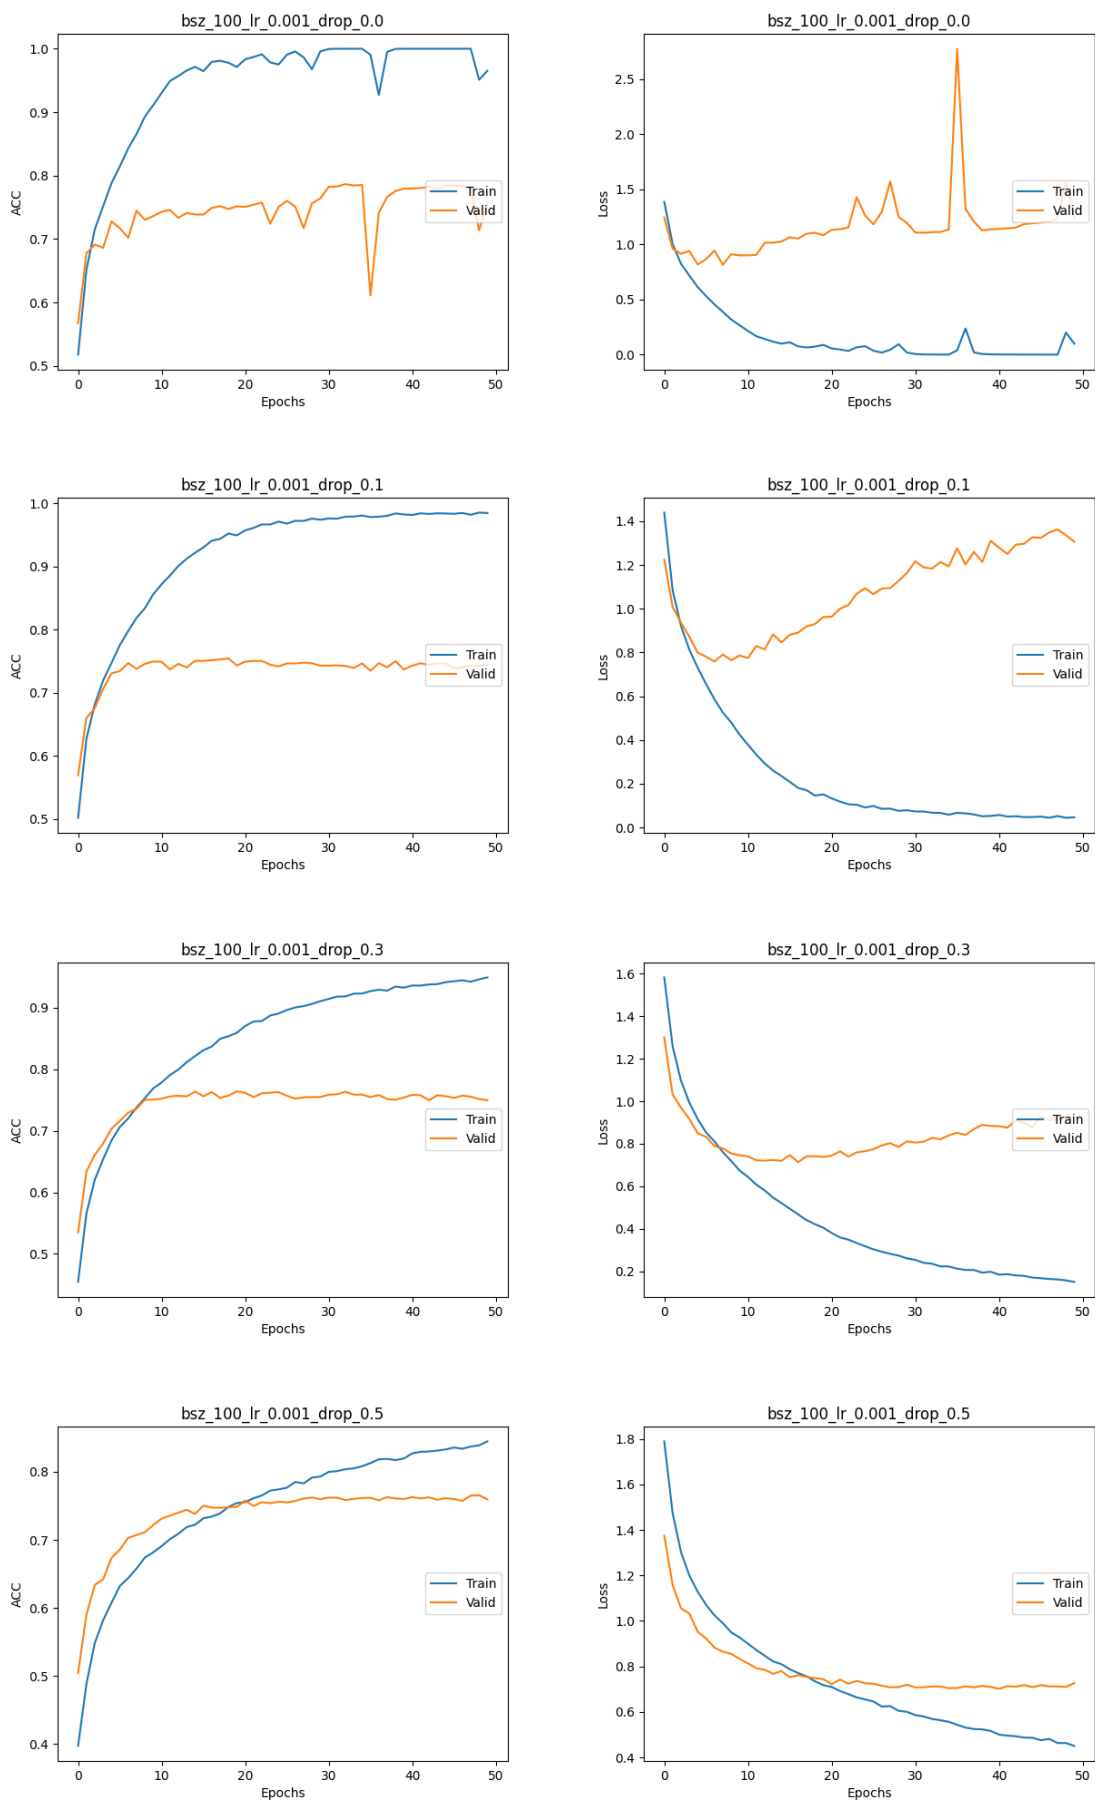 bsz_100_lr_0.001_drop_0.0
1.0
0.9
0.8
0.7
0.6
0.5
ACC
Train
Valid
0 10 20 30 40 50
Epochs
bsz_100_lr_0.001_drop_0.0
2.5
2.0
1.5
1.0
0.5
0.0
Loss
Train
Valid
0 10 20 30 40 50
Epochs
bsz_100_lr_0.001_drop_0.1
1.0
0.9
0.8
0.7
0.6
0.5
ACC
Train
Valid
0 10 20 30 40 50
Epochs
bsz_100_lr_0.001_drop_0.1
1.4
1.2
1.0
0.8
0.6
0.4
0.2
0.0
Loss
Train
Valid
0 10 20 30 40 50
Epochs
bsz_100_lr_0.001_drop_0.3
0.9
0.8
0.7
0.6
0.5
ACC
Train
Valid
0 10 20 30 40 50
Epochs
bsz_100_lr_0.001_drop_0.3
1.6
1.4
1.2
1.0
0.8
0.6
0.4
0.2
Loss
Train
Valid
0 10 20 30 40 50
Epochs
bsz_100_lr_0.001_drop_0.5
0.8
0.7
0.6
0.5
0.4
ACC
Train
Valid
0 10 20 30 40 50
Epochs
bsz_100_lr_0.001_drop_0.5
1.8
1.6
1.4
1.2
1.0
0.8
0.6
0.4
Loss
Train
Valid
0 10 20 30 40 50
Epochs